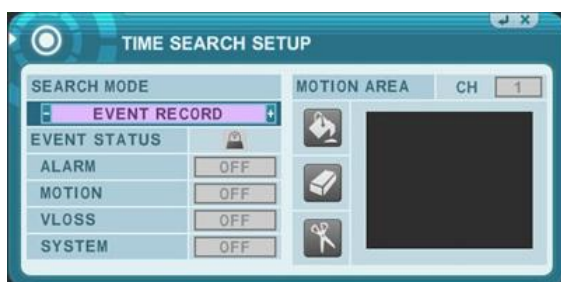 TIME SEARCH SETUP
SEARCH MODE
- EVENT RECORD +
EVENT STATUS
ALARM OFF
MOTION OFF
VLOSS OFF
SYSTEM OFF
MOTION AREA CH 1